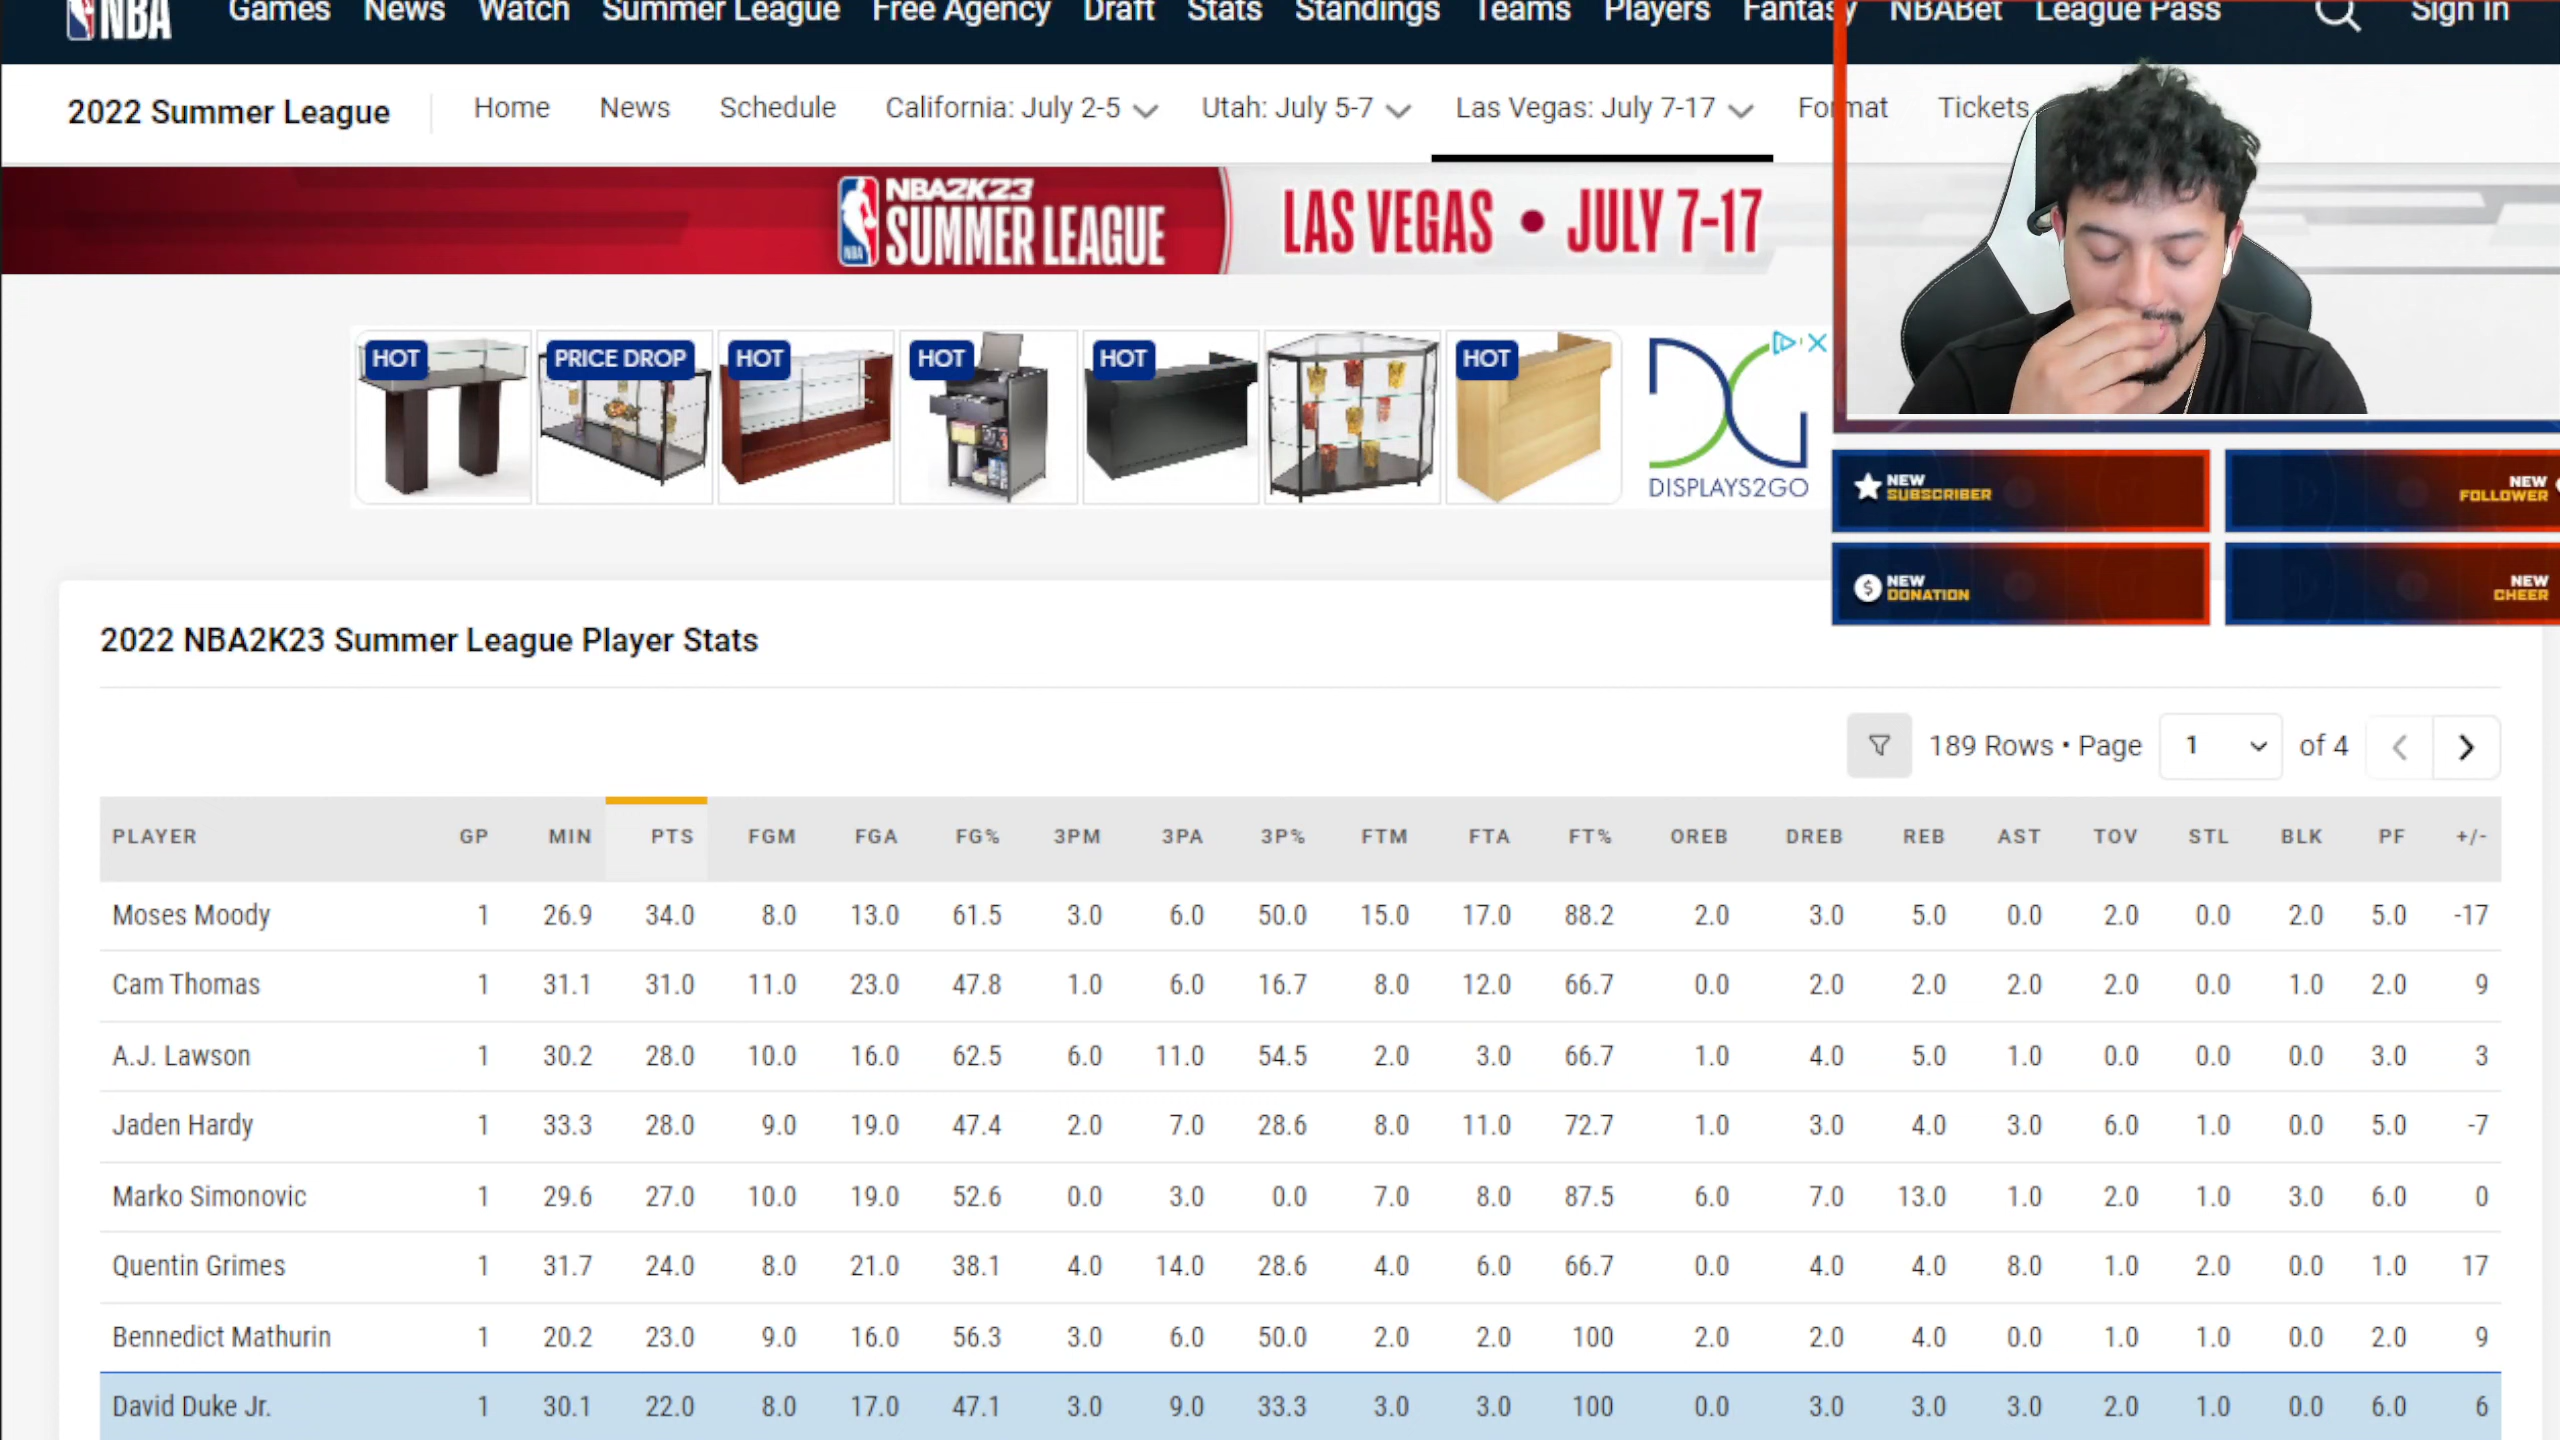 NBA Games News Watch Summer League Free Agency Draft Stats Standings Teams Players Fantasy NBABet League Pass Sign In
2022 Summer League Home News Schedule California: July 2-5 Utah: July 5-7 Las Vegas: July 7-17 Format Tickets
NBA2K23
SUMMER LEAGUE
NBA
LAS VEGAS • JULY 7-17
HOT PRICE DROP HOT HOT HOT HOT
DISPLAYS2GO
NEW
SUBSCRIBER
NEW
FOLLOWER
NEW
DONATION
NEW
CHEER
2022 NBA2K23 Summer League Player Stats
189 Rows • Page 1 of 4
PLAYER GP MIN PTS FGM FGA FG% 3PM 3PA 3P% FTM FTA FT% OREB DREB REB AST TOV STL BLK PF +/-
Moses Moody 1 26.9 34.0 8.0 13.0 61.5 3.0 6.0 50.0 15.0 17.0 88.2 2.0 3.0 5.0 0.0 2.0 0.0 2.0 5.0 -17
Cam Thomas 1 31.1 31.0 11.0 23.0 47.8 1.0 6.0 16.7 8.0 12.0 66.7 0.0 2.0 2.0 2.0 2.0 0.0 1.0 2.0 9
A.J. Lawson 1 30.2 28.0 10.0 16.0 62.5 6.0 11.0 54.5 2.0 3.0 66.7 1.0 4.0 5.0 1.0 0.0 0.0 0.0 3.0 3
Jaden Hardy 1 33.3 28.0 9.0 19.0 47.4 2.0 7.0 28.6 8.0 11.0 72.7 1.0 3.0 4.0 3.0 6.0 1.0 0.0 5.0 -7
Marko Simonovic 1 29.6 27.0 10.0 19.0 52.6 0.0 3.0 0.0 7.0 8.0 87.5 6.0 7.0 13.0 1.0 2.0 1.0 3.0 6.0 0
Quentin Grimes 1 31.7 24.0 8.0 21.0 38.1 4.0 14.0 28.6 4.0 6.0 66.7 0.0 4.0 4.0 8.0 1.0 2.0 0.0 1.0 17
Bennedict Mathurin 1 20.2 23.0 9.0 16.0 56.3 3.0 6.0 50.0 2.0 2.0 100 2.0 2.0 4.0 0.0 1.0 1.0 0.0 2.0 9
David Duke Jr. 1 30.1 22.0 8.0 17.0 47.1 3.0 9.0 33.3 3.0 3.0 100 0.0 3.0 3.0 3.0 2.0 1.0 0.0 6.0 6